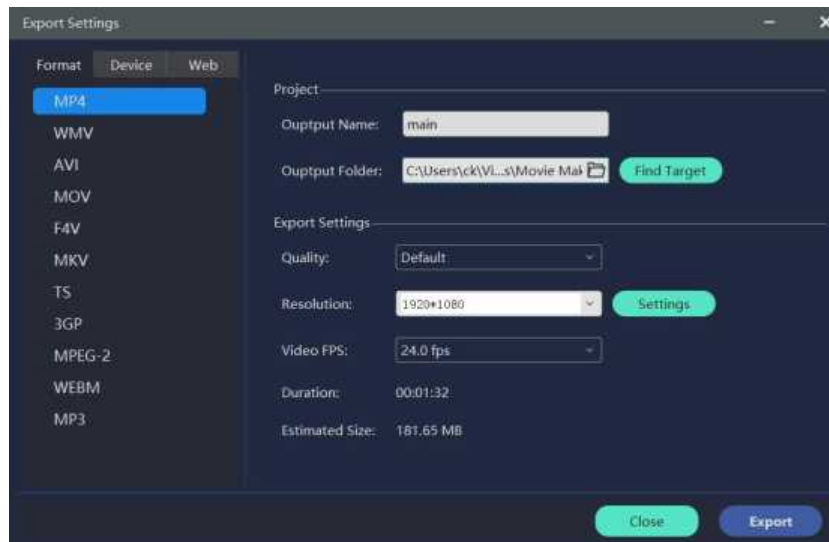 Export Settings
Format Device Web
MP4
WMV
AVI
MOV
F4V
MKV
TS
3GP
MPEG-2
WEBM
MP3
Project
Ouptput Name: main
Ouptput Folder: C:\Users\ck\Vi...s\Movie Mak Find Target
Export Settings
Quality: Default
Resolution: 1920*1080 Settings
Video FPS: 24.0 fps
Duration: 00:01:32
Estimated Size: 181.65 MB
Close Export